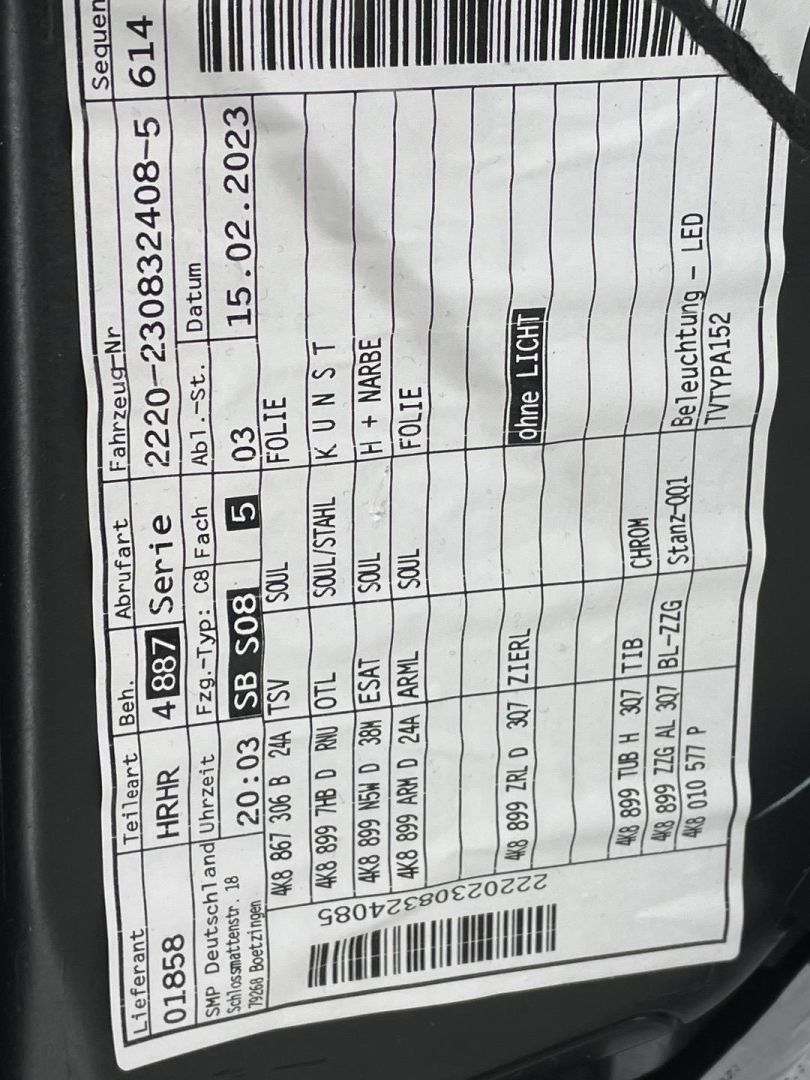 Lieferant Teileart Beh. Abrufart Fahrzeug-Nr Sequen
01858 HRHR 4 887 Serie 2220-230832408-5 614
SMP Deutschland Uhrzeit Fzg.-Typ: C8 Fach Abl.-St. Datum
Schlossmattenstr. 18
79268 Boetzingen
20:03 SB S08 5 03 15.02.2023
4K8 867 306 B 24A TSV SOUL FOLIE
4K8 899 7HB D RNU OTL SOUL/STAHL K U N S T
4K8 899 N5W D 38M ESAT SOUL H + NARBE
4K8 899 ARM D 24A ARML SOUL FOLIE
4K8 899 ZRL D 3Q7 ZIERL ohne LICHT
4K8 899 TUB H 3Q7 TIB CHROM
4K8 899 ZZG AL 3Q7 BL-ZZG Stanz-QQ1 Beleuchtung - LED
4K8 010 577 P TVTYPA152
22202308324085